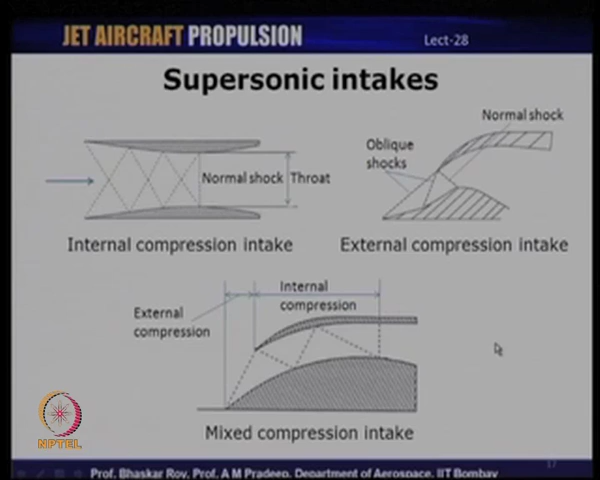 JET AIRCRAFT PROPULSION
Lect-28
Supersonic intakes
Normal shock
Oblique
shocks
Normal shock
Throat
Internal compression intake
External compression intake
Internal
compression
External
compression
Mixed compression intake
NPTEL
17
Prof. Bhaskar Roy, Prof. A M Pradeep, Department of Aerospace, IIT Bombay